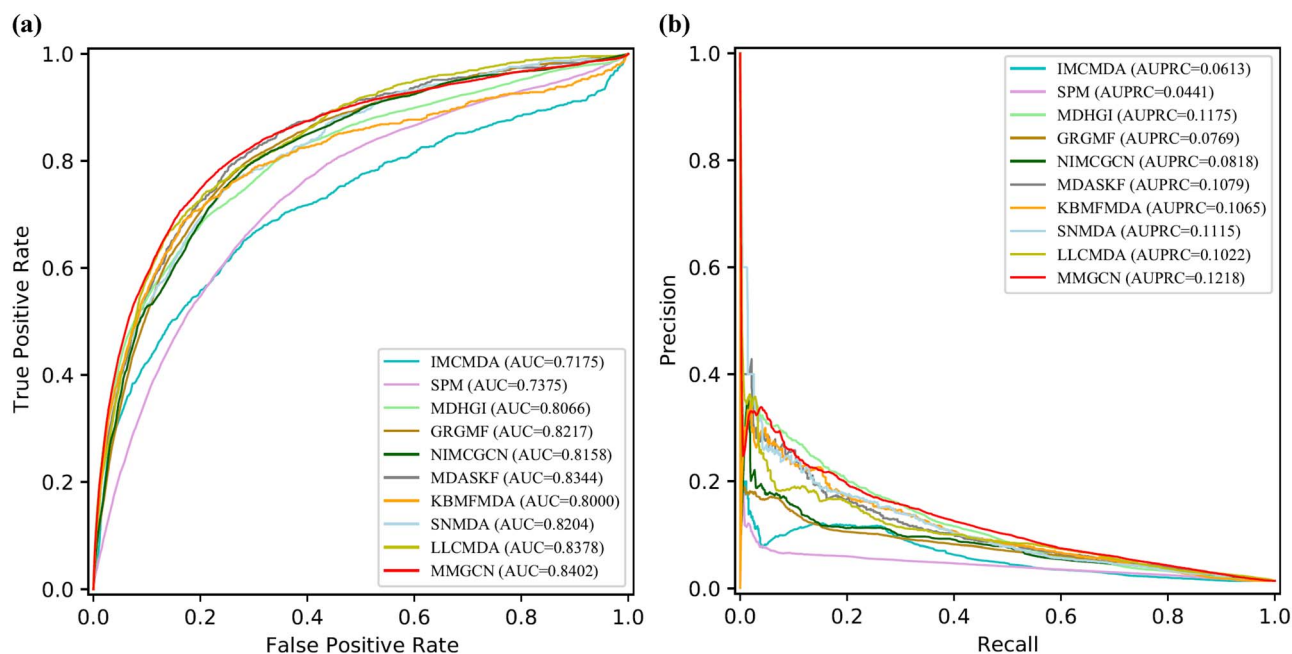 (a)
1.0
0.8
0.6
0.4
0.2
0.0
True Positive Rate
IMCMDA (AUC=0.7175)
SPM (AUC=0.7375)
MDHGI (AUC=0.8066)
GRGMF (AUC=0.8217)
NIMCGCN (AUC=0.8158)
MDASKF (AUC=0.8344)
KBMFMDA (AUC=0.8000)
SNMDA (AUC=0.8204)
LLCMDA (AUC=0.8378)
MMGCN (AUC=0.8402)
0.0 0.2 0.4 0.6 0.8 1.0
False Positive Rate
(b)
1.0
0.8
0.6
0.4
0.2
0.0
Precision
IMCMDA (AUPRC=0.0613)
SPM (AUPRC=0.0441)
MDHGI (AUPRC=0.1175)
GRGMF (AUPRC=0.0769)
NIMCGCN (AUPRC=0.0818)
MDASKF (AUPRC=0.1079)
KBMFMDA (AUPRC=0.1065)
SNMDA (AUPRC=0.1115)
LLCMDA (AUPRC=0.1022)
MMGCN (AUPRC=0.1218)
0.0 0.2 0.4 0.6 0.8 1.0
Recall